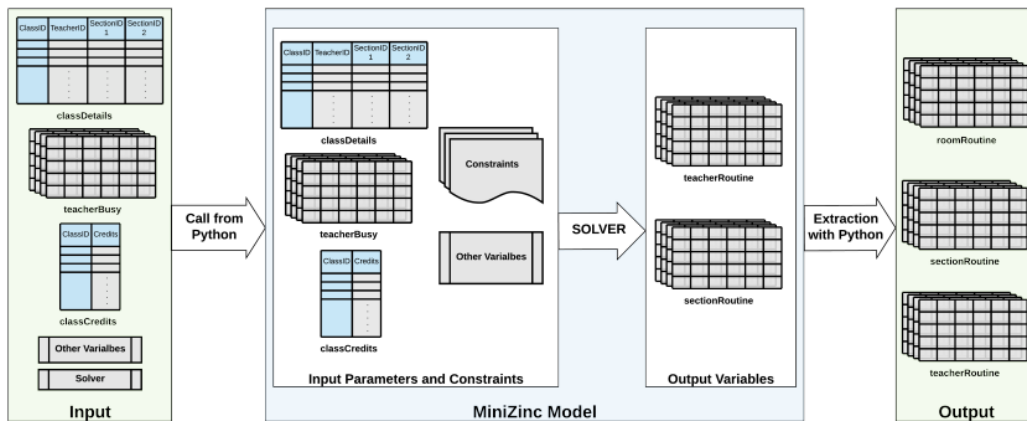 ClassID TeacherID SectionID 1 SectionID 2
classDetails
teacherBusy
ClassID Credits
classCredits
Other Varialbes
Solver
Input
Call from
Python
ClassID TeacherID SectionID 1 SectionID 2
classDetails
teacherBusy
ClassID Credits
classCredits
Constraints
Other Varialbes
Input Parameters and Constraints
SOLVER
teacherRoutine
sectionRoutine
Output Variables
MiniZinc Model
Extraction
with Python
roomRoutine
sectionRoutine
teacherRoutine
Output